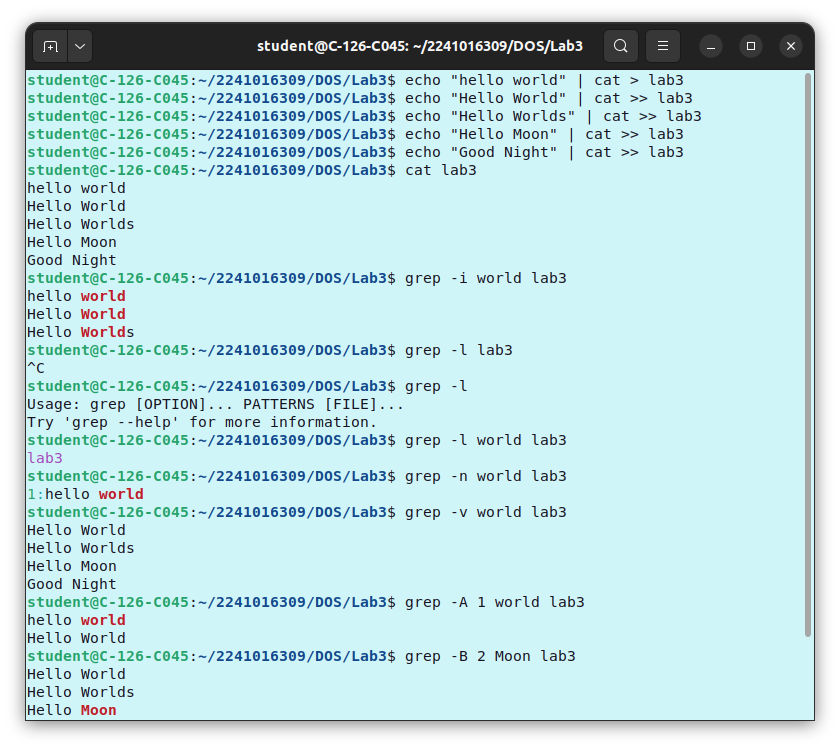 student@C-126-C045: ~/2241016309/DOS/Lab3
student@C-126-C045:~/2241016309/DOS/Lab3$ echo "hello world" | cat > lab3
student@C-126-C045:~/2241016309/DOS/Lab3$ echo "Hello World" | cat >> lab3
student@C-126-C045:~/2241016309/DOS/Lab3$ echo "Hello Worlds" | cat >> lab3
student@C-126-C045:~/2241016309/DOS/Lab3$ echo "Hello Moon" | cat >> lab3
student@C-126-C045:~/2241016309/DOS/Lab3$ echo "Good Night" | cat >> lab3
student@C-126-C045:~/2241016309/DOS/Lab3$ cat lab3
hello world
Hello World
Hello Worlds
Hello Moon
Good Night
student@C-126-C045:~/2241016309/DOS/Lab3$ grep -i world lab3
hello world
Hello World
Hello Worlds
student@C-126-C045:~/2241016309/DOS/Lab3$ grep -l lab3
^C
student@C-126-C045:~/2241016309/DOS/Lab3$ grep -l
Usage: grep [OPTION]... PATTERNS [FILE]...
Try 'grep --help' for more information.
student@C-126-C045:~/2241016309/DOS/Lab3$ grep -l world lab3
lab3
student@C-126-C045:~/2241016309/DOS/Lab3$ grep -n world lab3
1:hello world
student@C-126-C045:~/2241016309/DOS/Lab3$ grep -v world lab3
Hello World
Hello Worlds
Hello Moon
Good Night
student@C-126-C045:~/2241016309/DOS/Lab3$ grep -A 1 world lab3
hello world
Hello World
student@C-126-C045:~/2241016309/DOS/Lab3$ grep -B 2 Moon lab3
Hello World
Hello Worlds
Hello Moon